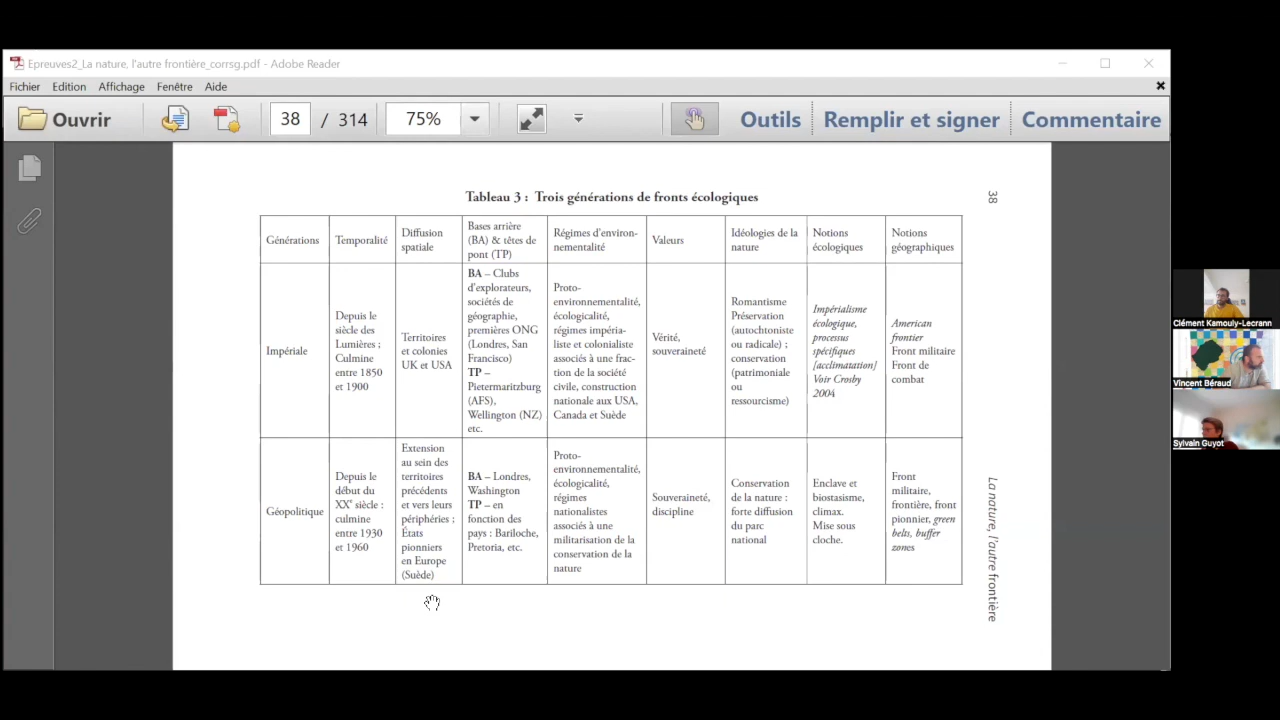 Epreuves2_La nature, l'autre frontière_corrsg.pdf - Adobe Reader
Fichier Edition Affichage Fenêtre Aide
Ouvrir 38 / 314 75% Outils Remplir et signer Commentaire
Tableau 3 : Trois générations de fronts écologiques
38
Générations
Temporalité
Diffusion
spatiale
Bases arrière
(BA) & têtes de
pont (TP)
Régimes d'environ-
nementalité
Valeurs
Idéologies de la
nature
Notions
écologiques
Notions
géographiques
Impériale
Depuis le
siècle des
Lumières ;
Culmine
entre 1850
et 1900
Territoires
et colonies
UK et USA
BA – Clubs
d'explorateurs,
sociétés de
géographie,
premières ONG
(Londres, San
Francisco)
TP –
Pietermaritzburg
(AFS),
Wellington (NZ)
etc.
Proto-
environnementalité,
écologicalité,
régimes impéria-
liste et colonialiste
associés à une frac-
tion de la société
civile, construction
nationale aux USA,
Canada et Suède
Vérité,
souveraineté
Romantisme
Préservation
(autochtoniste
ou radicale) ;
conservation
(patrimoniale
ou
ressourcisme)
Impérialisme
écologique,
processus
spécifiques
[acclimatation]
Voir Crosby
2004
American
frontier
Front militaire
Front de
combat
Géopolitique
Depuis le
début du
XXe siècle :
culmine
entre 1930
et 1960
Extension
au sein des
territoires
précédents
et vers leurs
périphéries :
États
pionniers
en Europe
(Suède)
BA – Londres,
Washington
TP – en
fonction des
pays : Bariloche,
Pretoria, etc.
Proto-
environnementalité,
écologicalité,
régimes
nationalistes
associés à une
militarisation de la
conservation de la
nature
Souveraineté,
discipline
Conservation
de la nature :
forte diffusion
du parc
national
Enclave et
biostasisme,
climax.
Mise sous
cloche.
Front
militaire,
frontière, front
pionnier, green
belts, buffer
zones
La nature, l'autre frontière
Clément Kamouly-Lecrann
Vincent Béraud
Sylvain Guyot